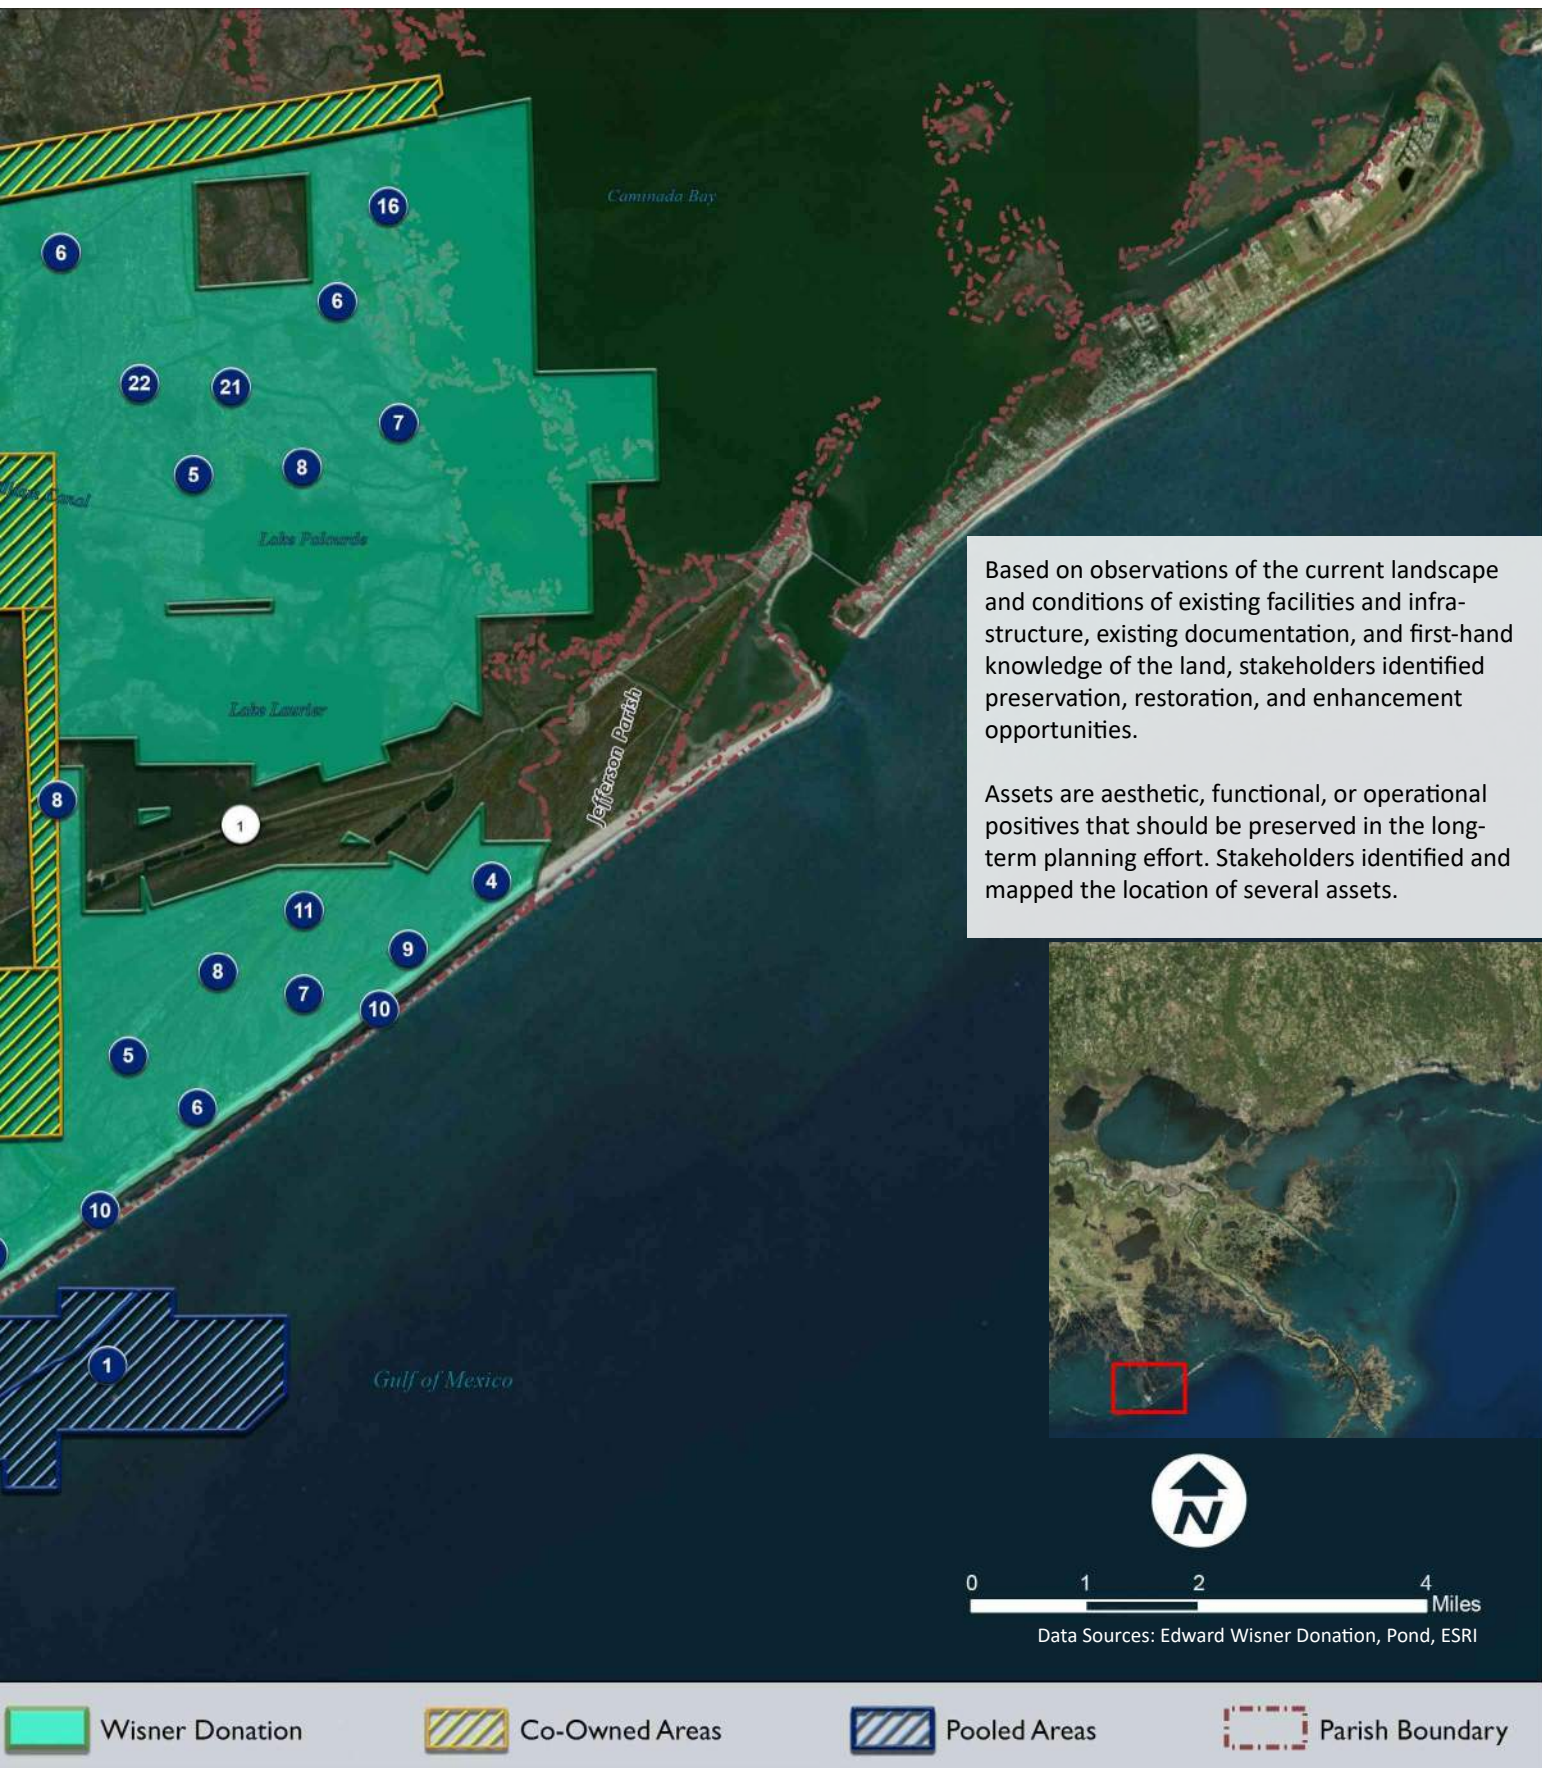 16
Caminada Bay
6
6
22
21
7
5
8
Canal
Lake Palourde
Based on observations of the current landscape
and conditions of existing facilities and infra-
structure, existing documentation, and first-hand
knowledge of the land, stakeholders identified
preservation, restoration, and enhancement
opportunities.
Assets are aesthetic, functional, or operational
positives that should be preserved in the long-
term planning effort. Stakeholders identified and
mapped the location of several assets.
Lake Laurier
Jefferson Parish
8
1
4
11
9
8
7
10
5
6
10
1
Gulf of Mexico
N
0 1 2 4
Miles
Data Sources: Edward Wisner Donation, Pond, ESRI
Wisner Donation
Co-Owned Areas
Pooled Areas
Parish Boundary